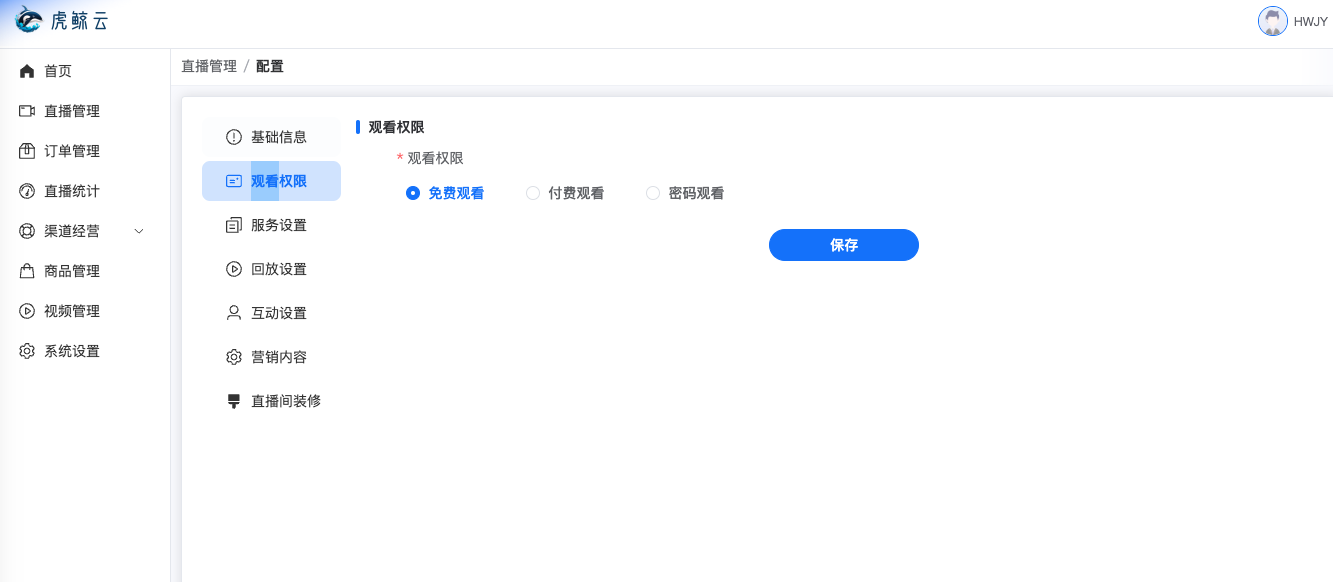 虎鲸云
HWJY
首页
直播管理
订单管理
直播统计
渠道经营
商品管理
视频管理
系统设置
直播管理 / 配置
基础信息
观看权限
服务设置
回放设置
互动设置
营销内容
直播间装修
观看权限
* 观看权限
免费观看 付费观看 密码观看
保存